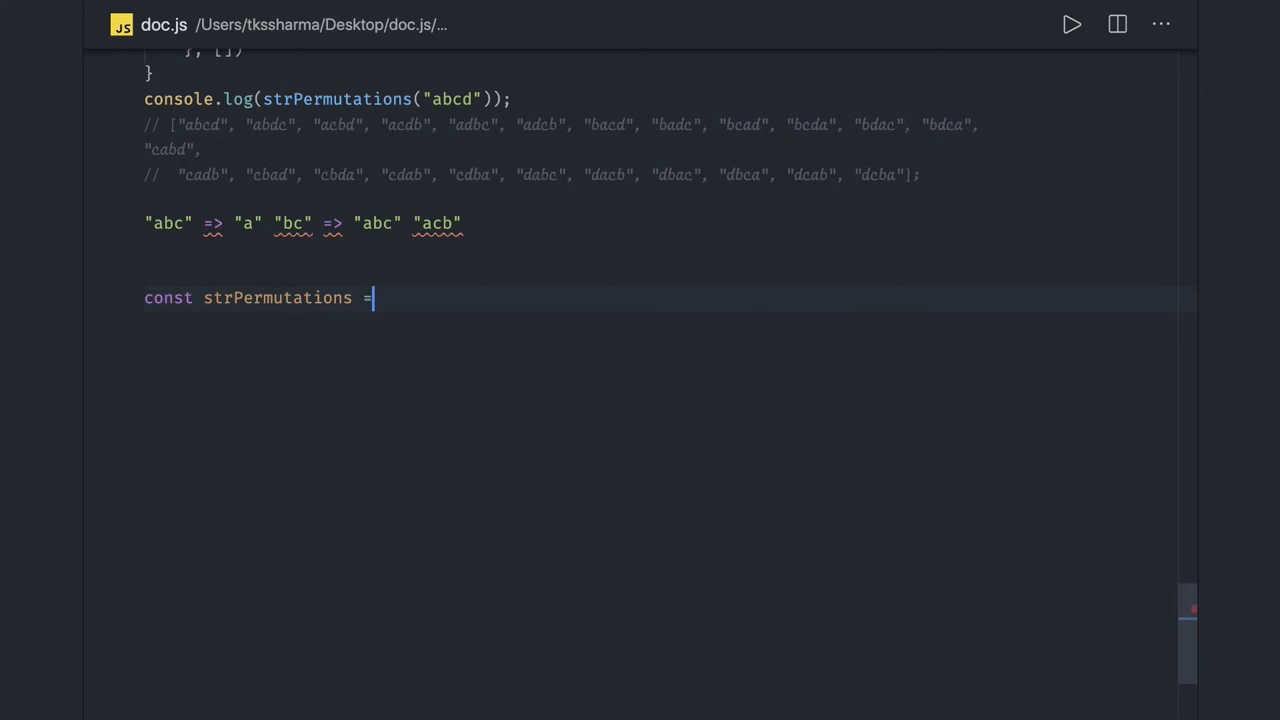 JS doc.js /Users/tkssharma/Desktop/doc.js/...
}, [])
}
console.log(strPermutations("abcd"));
// ["abcd", "abdc", "acbd", "acdb", "adbc", "adcb", "bacd", "badc", "bcad", "bcda", "bdac", "bdca",
"cabd",
// "cadb", "cbad", "cbda", "cdab", "cdba", "dabc", "dacb", "dbac", "dbca", "dcab", "dcba"];
"abc" => "a" "bc" => "abc" "acb"
const strPermutations =